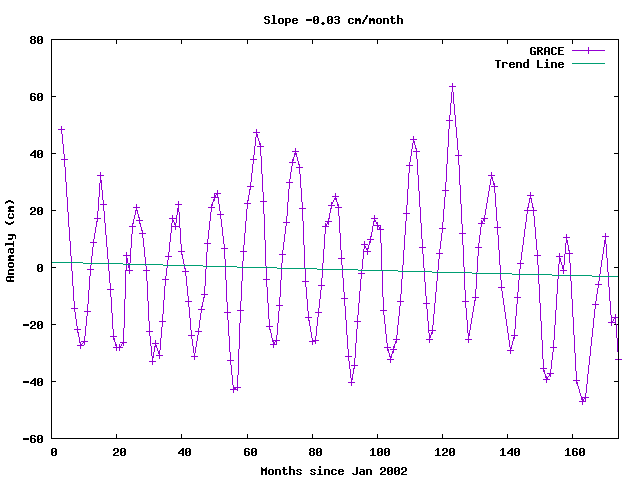 Slope -0.03 cm/month
80
GRACE
Trend Line
60
40
20
0
-20
-40
-60
Anomaly (cm)
0 20 40 60 80 100 120 140 160
Months since Jan 2002